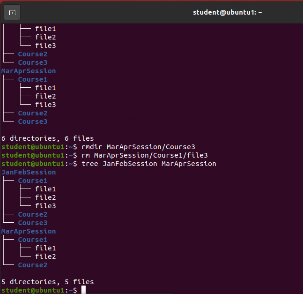 student@ubuntu1: ~
│   ├── file1
│   ├── file2
│   └── file3
├── Course2
└── Course3
MarAprSession
├── Course1
│   ├── file1
│   ├── file2
│   └── file3
├── Course2
└── Course3
6 directories, 6 files
student@ubuntu1:~$ rmdir MarAprSession/Course3
student@ubuntu1:~$ rm MarAprSession/Course1/file3
student@ubuntu1:~$ tree JanFebSession MarAprSession
JanFebSession
├── Course1
│   ├── file1
│   ├── file2
│   └── file3
├── Course2
└── Course3
MarAprSession
├── Course1
│   ├── file1
│   └── file2
└── Course2
5 directories, 5 files
student@ubuntu1:~$